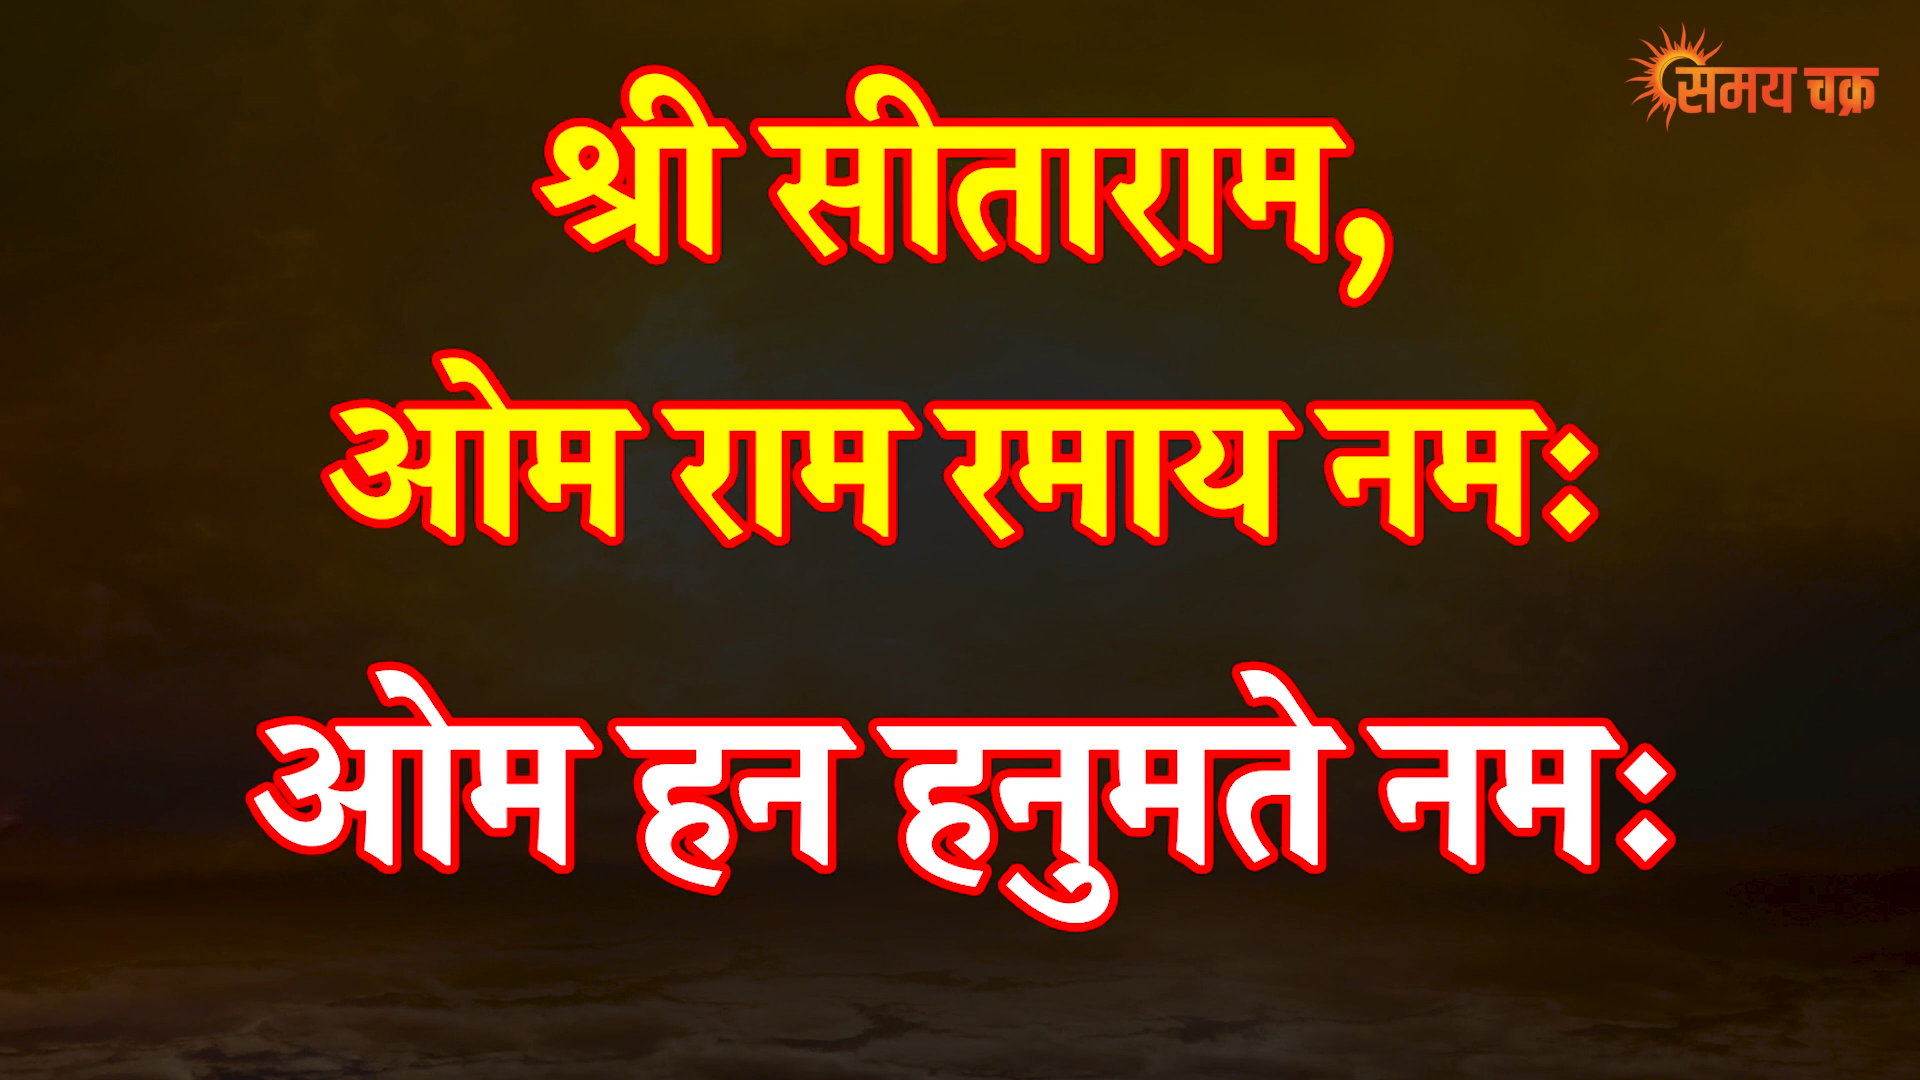 समय चक्र
श्री सीताराम,
ओम राम रमाय नमः
ओम हन हनुमते नमः